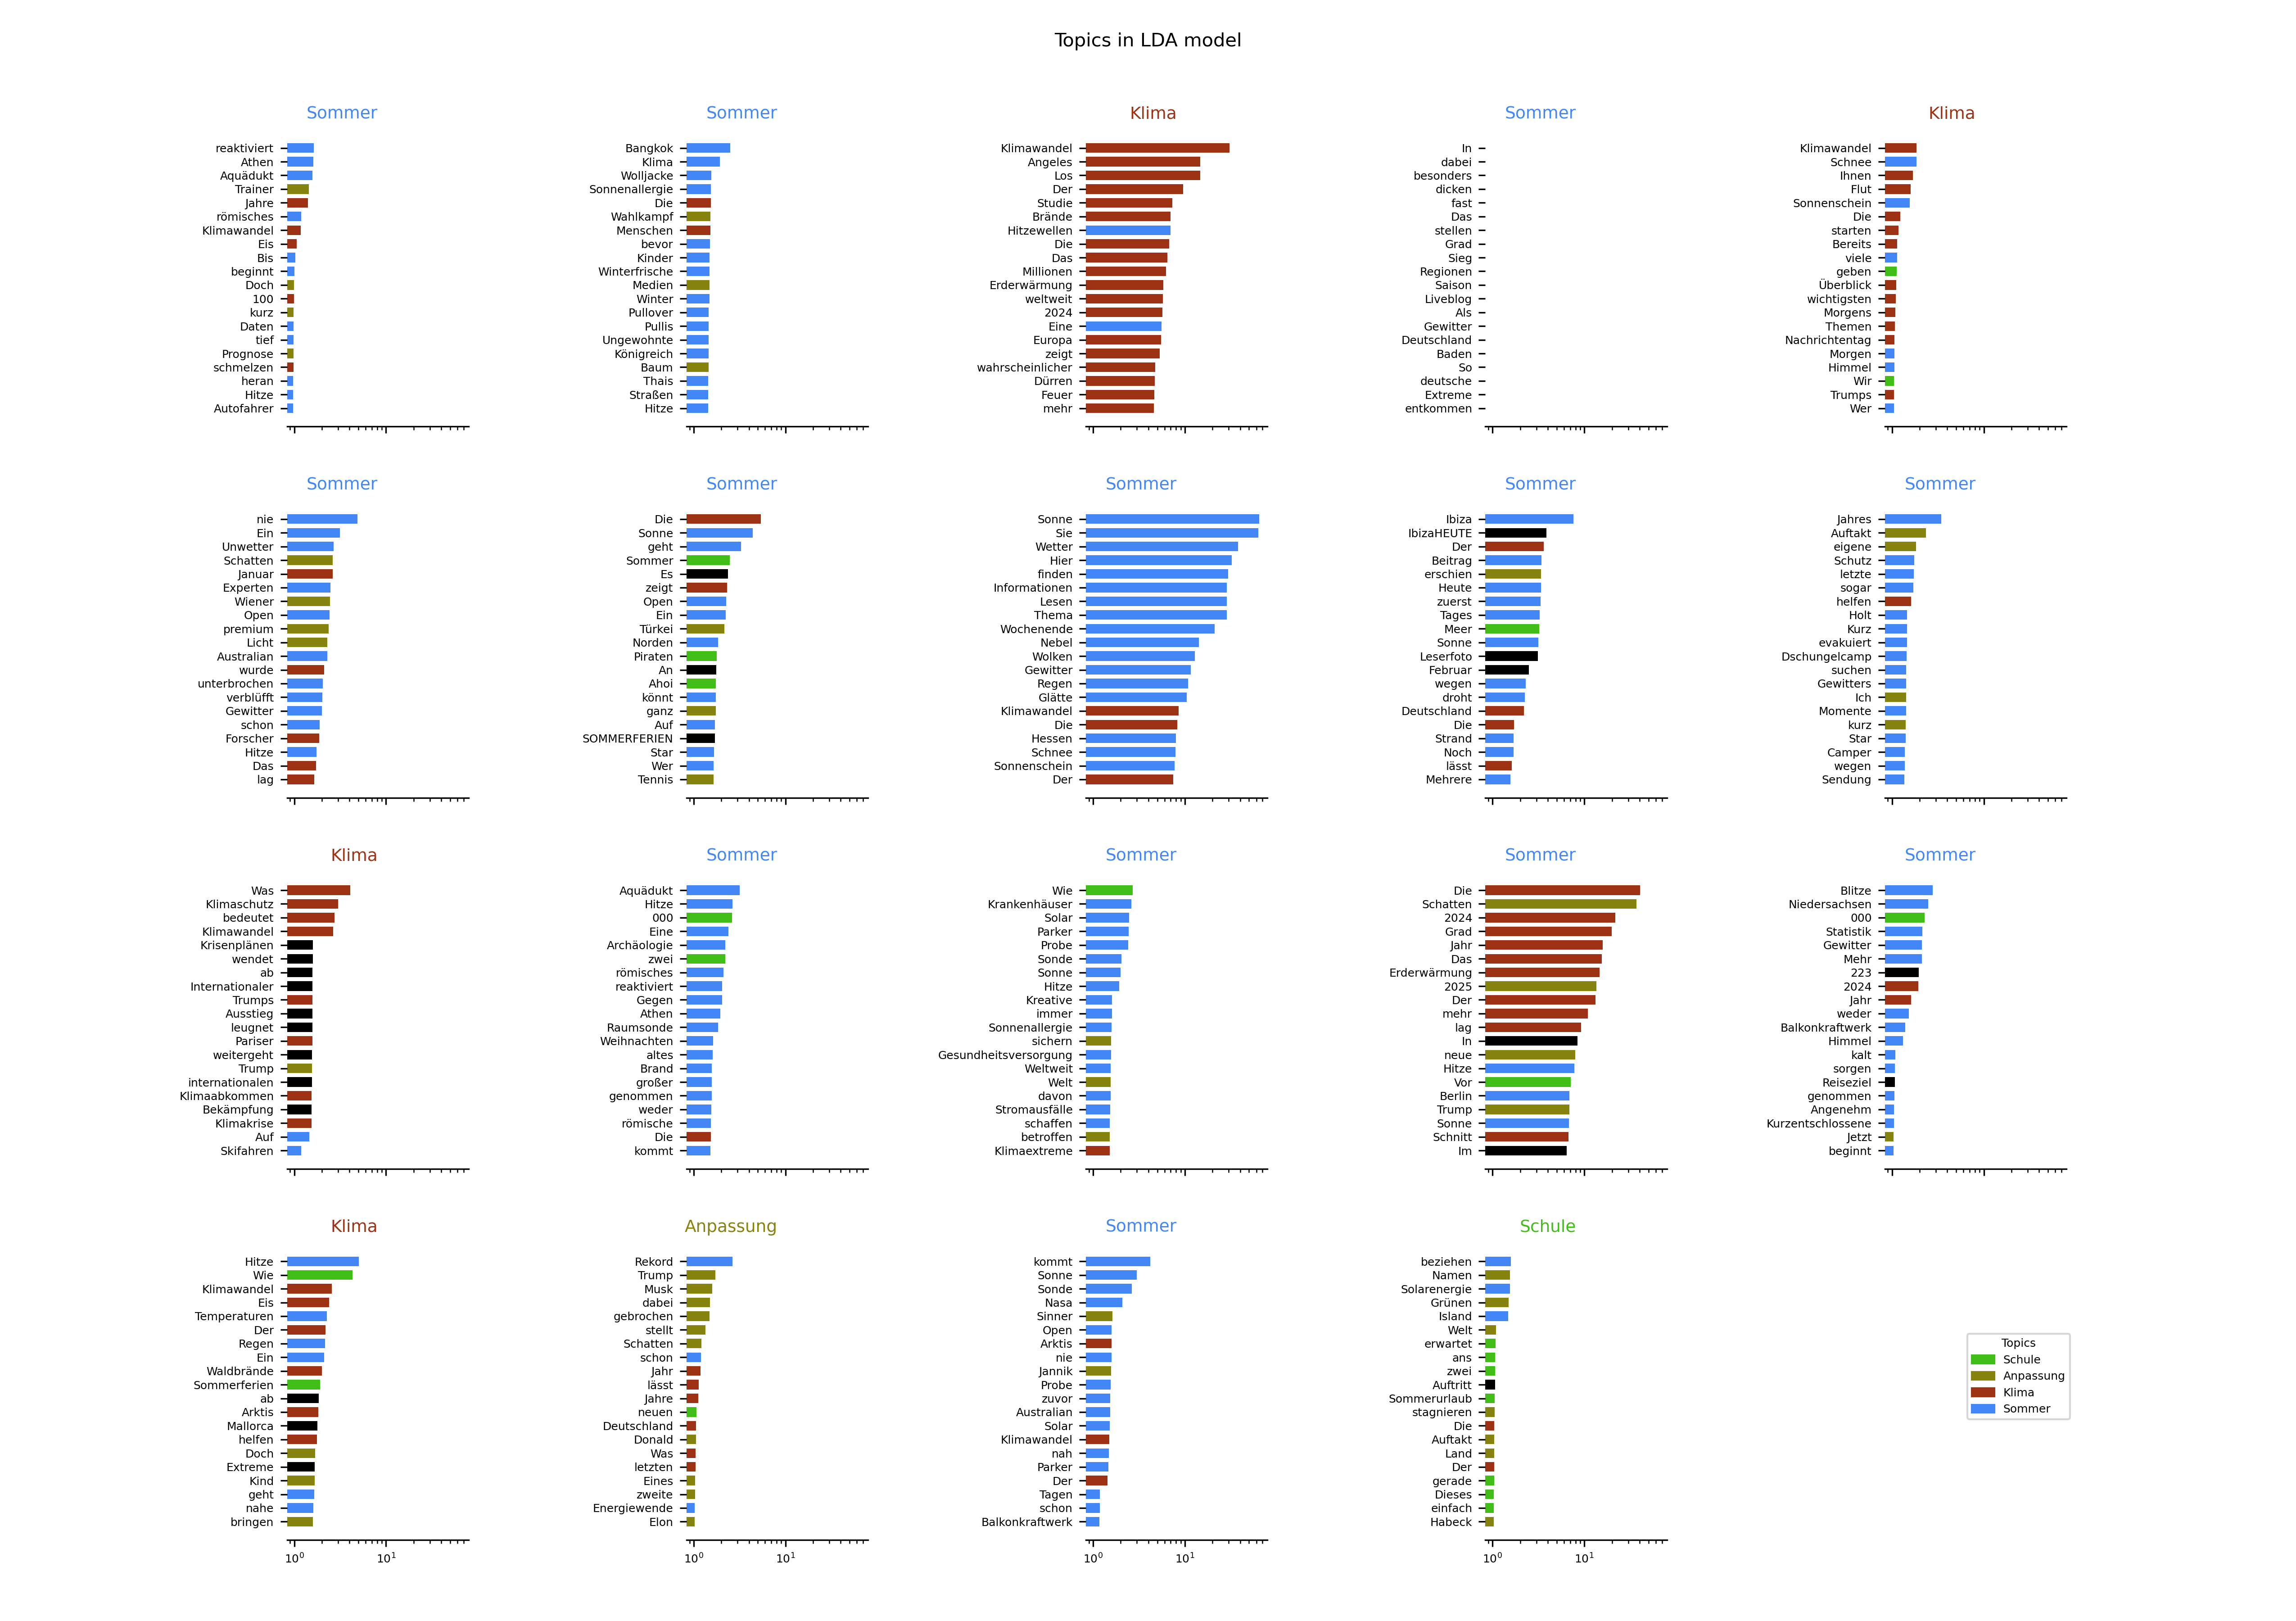 Topics in LDA model
Sommer
reaktiviert
Athen
Aquädukt
Trainer
Jahre
römisches
Klimawandel
Eis
Bis
beginnt
Doch
100
kurz
Daten
tief
Prognose
schmelzen
heran
Hitze
Autofahrer
Sommer
Bangkok
Klima
Wolljacke
Sonnenallergie
Die
Wahlkampf
Menschen
bevor
Kinder
Winterfrische
Medien
Winter
Pullover
Pullis
Ungewohnte
Königreich
Baum
Thais
Straßen
Hitze
Klima
Klimawandel
Angeles
Los
Der
Studie
Brände
Hitzewellen
Die
Das
Millionen
Erderwärmung
weltweit
2024
Eine
Europa
zeigt
wahrscheinlicher
Dürren
Feuer
mehr
Sommer
In
dabei
besonders
dicken
fast
Das
stellen
Grad
Sieg
Regionen
Saison
Liveblog
Als
Gewitter
Deutschland
Baden
So
deutsche
Extreme
entkommen
Klima
Klimawandel
Schnee
Ihnen
Flut
Sonnenschein
Die
starten
Bereits
viele
geben
Überblick
wichtigsten
Morgens
Themen
Nachrichtentag
Morgen
Himmel
Wir
Trumps
Wer
Sommer
nie
Ein
Unwetter
Schatten
Januar
Experten
Wiener
Open
premium
Licht
Australian
wurde
unterbrochen
verblüfft
Gewitter
schon
Forscher
Hitze
Das
lag
Sommer
Die
Sonne
geht
Sommer
Es
zeigt
Open
Ein
Türkei
Norden
Piraten
An
Ahoi
könnt
ganz
Auf
SOMMERFERIEN
Star
Wer
Tennis
Sommer
Sonne
Sie
Wetter
Hier
finden
Informationen
Lesen
Thema
Wochenende
Nebel
Wolken
Gewitter
Regen
Glätte
Klimawandel
Die
Hessen
Schnee
Sonnenschein
Der
Sommer
Ibiza
IbizaHEUTE
Der
Beitrag
erschien
Heute
zuerst
Tages
Meer
Sonne
Leserfoto
Februar
wegen
droht
Deutschland
Die
Strand
Noch
lässt
Mehrere
Sommer
Jahres
Auftakt
eigene
Schutz
letzte
sogar
helfen
Holt
Kurz
evakuiert
Dschungelcamp
suchen
Gewitters
Ich
Momente
kurz
Star
Camper
wegen
Sendung
Klima
Was
Klimaschutz
bedeutet
Klimawandel
Krisenplänen
wendet
ab
Internationaler
Trumps
Ausstieg
leugnet
Pariser
weitergeht
Trump
internationalen
Klimaabkommen
Bekämpfung
Klimakrise
Auf
Skifahren
Sommer
Aquädukt
Hitze
000
Eine
Archäologie
zwei
römisches
reaktiviert
Gegen
Athen
Raumsonde
Weihnachten
altes
Brand
großer
genommen
weder
römische
Die
kommt
Sommer
Wie
Krankenhäuser
Solar
Parker
Probe
Sonde
Sonne
Hitze
Kreative
immer
Sonnenallergie
sichern
Gesundheitsversorgung
Weltweit
Welt
davon
Stromausfälle
schaffen
betroffen
Klimaextreme
Sommer
Die
Schatten
2024
Grad
Jahr
Das
Erderwärmung
2025
Der
mehr
lag
In
neue
Hitze
Vor
Berlin
Trump
Sonne
Schnitt
Im
Sommer
Blitze
Niedersachsen
000
Statistik
Gewitter
Mehr
223
2024
Jahr
weder
Balkonkraftwerk
Himmel
kalt
sorgen
Reiseziel
genommen
Angenehm
Kurzentschlossene
Jetzt
beginnt
Klima
Hitze
Wie
Klimawandel
Eis
Temperaturen
Der
Regen
Ein
Waldbrände
Sommerferien
ab
Arktis
Mallorca
helfen
Doch
Extreme
Kind
geht
nahe
bringen
10⁰ 10¹
Anpassung
Rekord
Trump
Musk
dabei
gebrochen
stellt
Schatten
schon
Jahr
lässt
Jahre
neuen
Deutschland
Donald
Was
letzten
Eines
zweite
Energiewende
Elon
10⁰ 10¹
Sommer
kommt
Sonne
Sonde
Nasa
Sinner
Open
Arktis
nie
Jannik
Probe
zuvor
Australian
Solar
Klimawandel
nah
Parker
Der
Tagen
schon
Balkonkraftwerk
10⁰ 10¹
Schule
beziehen
Namen
Solarenergie
Grünen
Island
Welt
erwartet
ans
zwei
Auftritt
Sommerurlaub
stagnieren
Die
Auftakt
Land
Der
gerade
Dieses
einfach
Habeck
10⁰ 10¹
Topics
Schule
Anpassung
Klima
Sommer